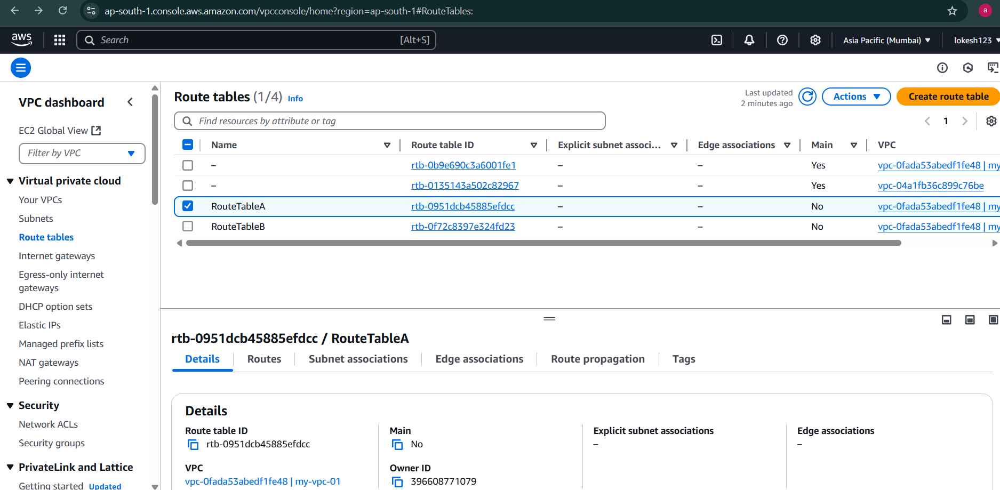 ap-south-1.console.aws.amazon.com/vpcconsole/home?region=ap-south-1#RouteTables:
a
aws
Search [Alt+S]
Asia Pacific (Mumbai)
lokesh123
VPC dashboard
EC2 Global View
Filter by VPC
Virtual private cloud
Your VPCs
Subnets
Route tables
Internet gateways
Egress-only internet
gateways
DHCP option sets
Elastic IPs
Managed prefix lists
NAT gateways
Peering connections
Security
Network ACLs
Security groups
PrivateLink and Lattice
Getting started Updated
Route tables (1/4) Info
Last updated
2 minutes ago
Actions
Create route table
Find resources by attribute or tag
1
Name Route table ID Explicit subnet associ... Edge associations Main VPC
– rtb-0b9e690c3a6001fe1 – – Yes vpc-0fada53abedf1fe48 | my
– rtb-0135143a502c82967 – – Yes vpc-04a1fb36c899c76be
RouteTableA rtb-0951dcb45885efdcc – – No vpc-0fada53abedf1fe48 | my
RouteTableB rtb-0f72c8397e324fd23 – – No vpc-0fada53abedf1fe48 | my
rtb-0951dcb45885efdcc / RouteTableA
Details Routes Subnet associations Edge associations Route propagation Tags
Details
Route table ID
rtb-0951dcb45885efdcc
Main
No
Explicit subnet associations
–
Edge associations
–
VPC
vpc-0fada53abedf1fe48 | my-vpc-01
Owner ID
396608771079